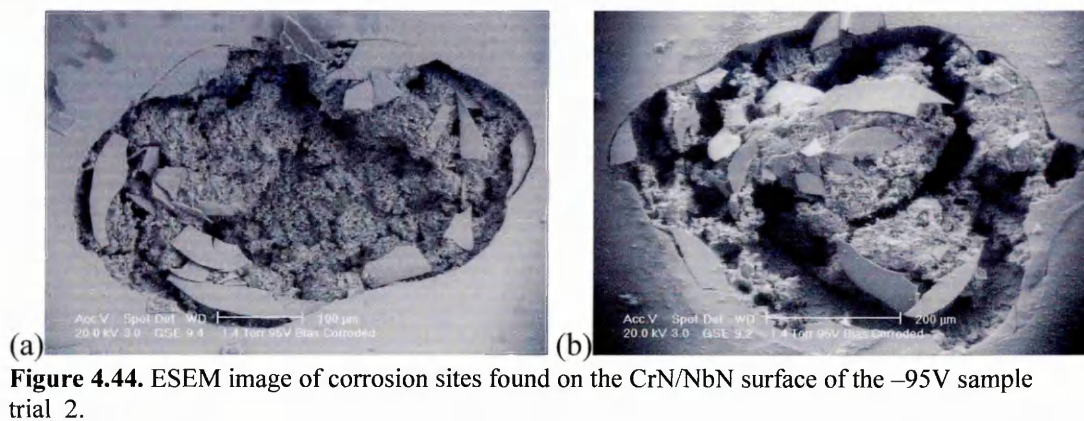 Acc.V Spot Det WD 100 µm
20.0 kV 3.0 GSE 9.4 1.4 Torr 95V Bias Corroded
(a)
Acc.V Spot Det WD 200 µm
20.0 kV 3.0 GSE 9.2 1.4 Torr 95V Bias Corroded
(b)
Figure 4.44. ESEM image of corrosion sites found on the CrN/NbN surface of the –95V sample
trial 2.